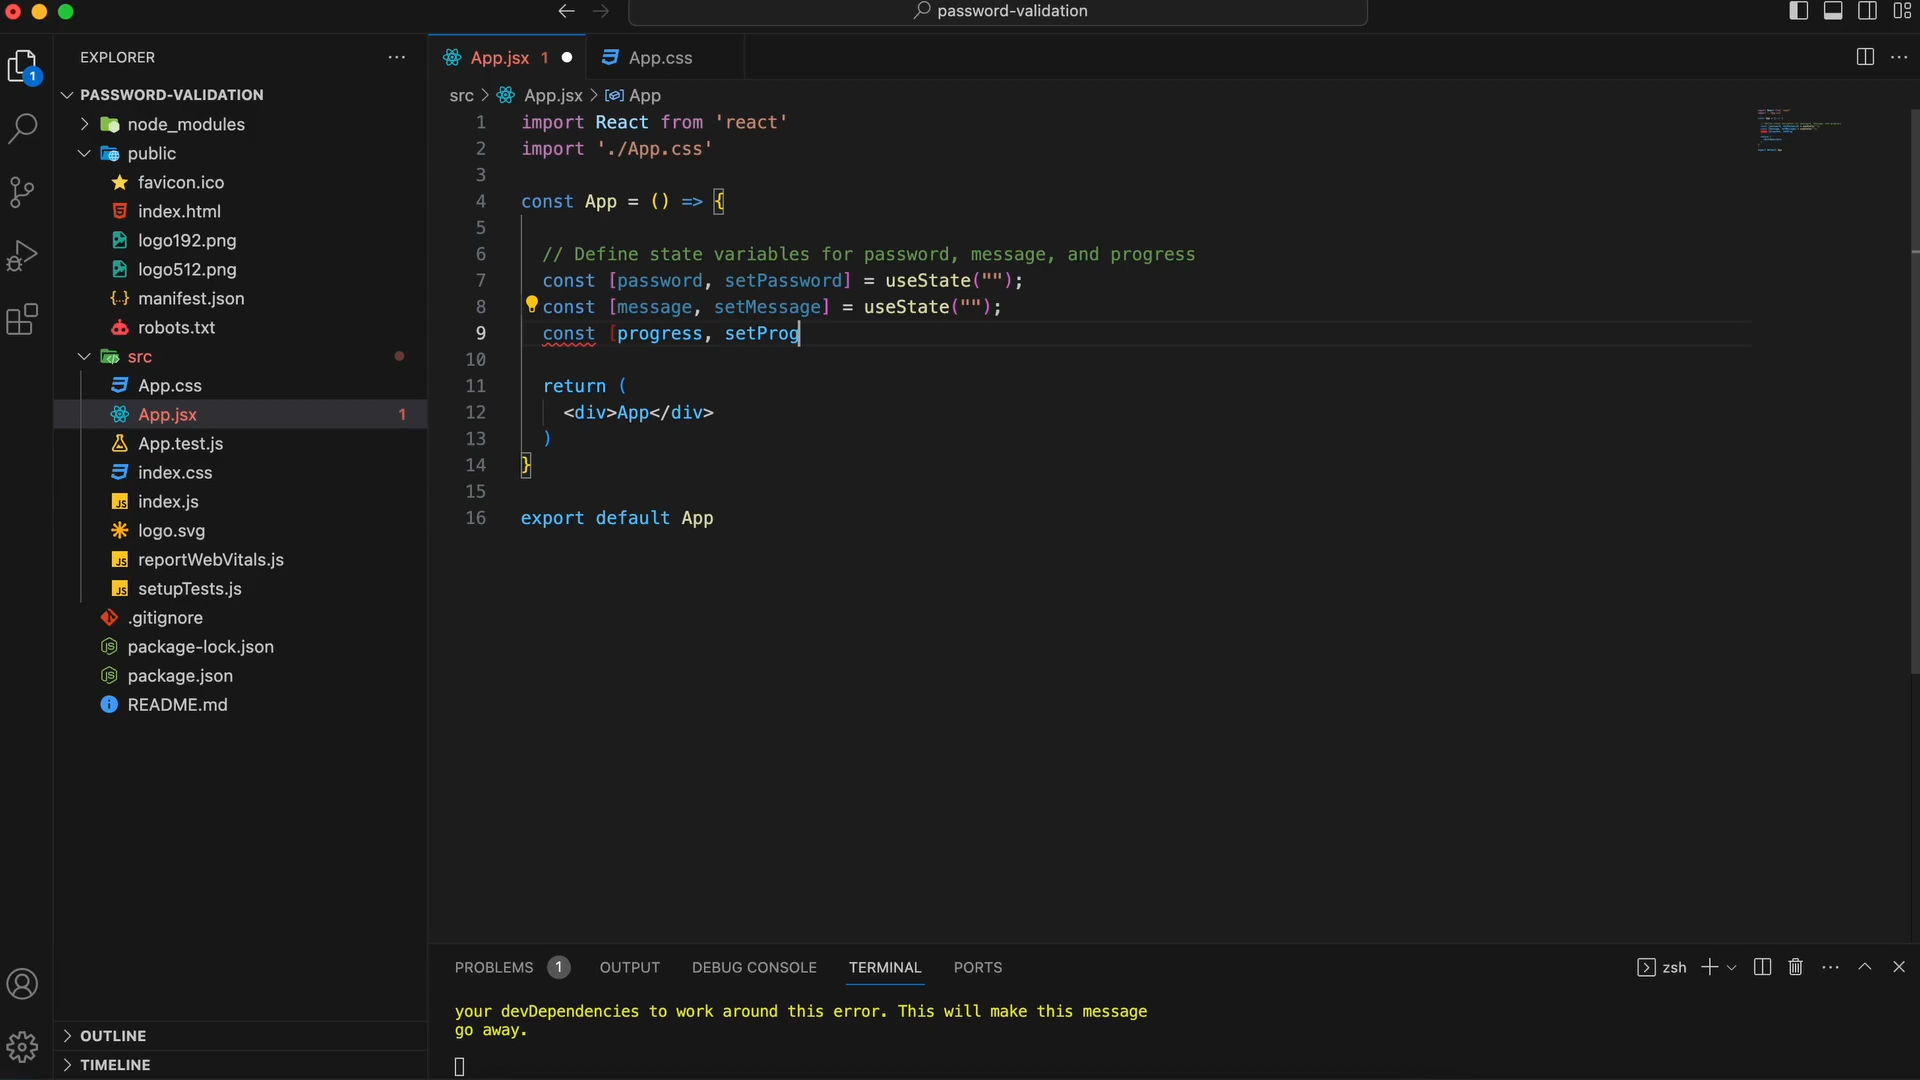 password-validation
EXPLORER
1
PASSWORD-VALIDATION
node_modules
public
favicon.ico
index.html
logo192.png
logo512.png
manifest.json
robots.txt
src
App.css
App.jsx 1
App.test.js
index.css
index.js
logo.svg
reportWebVitals.js
setupTests.js
.gitignore
package-lock.json
package.json
README.md
OUTLINE
TIMELINE
App.jsx 1
App.css
src > App.jsx > App
1 import React from 'react'
2 import './App.css'
3
4 const App = () => {
5
6 // Define state variables for password, message, and progress
7 const [password, setPassword] = useState("");
8 const [message, setMessage] = useState("");
9 const [progress, setProg
10
11 return (
12 <div>App</div>
13 )
14 }
15
16 export default App
PROBLEMS 1 OUTPUT DEBUG CONSOLE TERMINAL PORTS
zsh
your devDependencies to work around this error. This will make this message
go away.